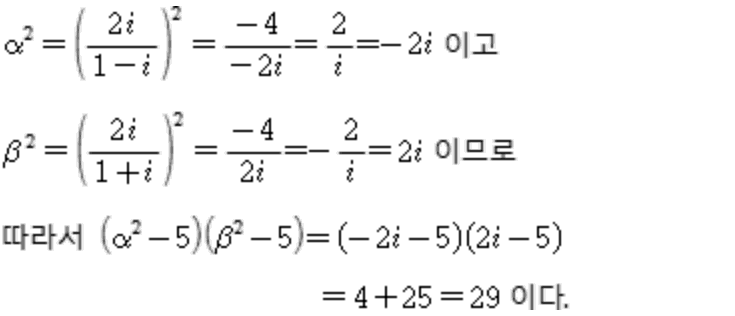 α² = (2i / (1 − i))² = −4 / −2i = 2 / i = −2i 이고
β² = (2i / (1 + i))² = −4 / 2i = − 2 / i = 2i 이므로
따라서 (α² − 5)(β² − 5) = (− 2i − 5)(2i − 5)
= 4 + 25 = 29 이다.